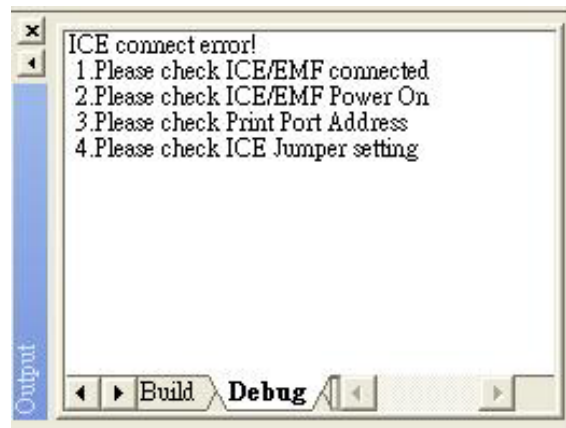 ICE connect error!
1.Please check ICE/EMF connected
2.Please check ICE/EMF Power On
3.Please check Print Port Address
4.Please check ICE Jumper setting
Output
Build
Debug